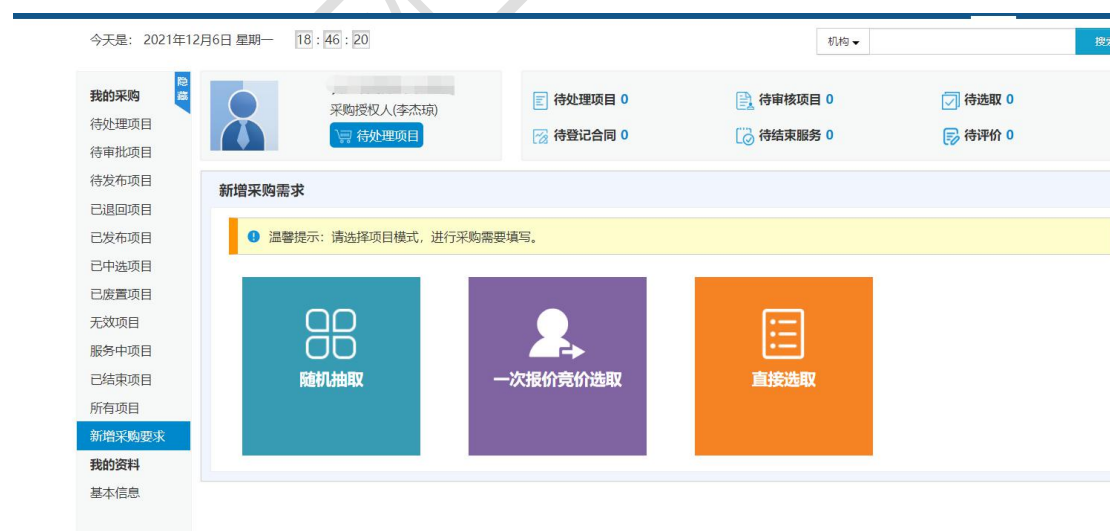 今天是： 2021年12月6日 星期一 18 : 46 : 20
机构
我的采购
隐藏
待处理项目
待审批项目
待发布项目
已退回项目
已发布项目
已中选项目
已废置项目
无效项目
服务中项目
已结束项目
所有项目
新增采购要求
我的资料
基本信息
采购授权人(李杰琼)
待处理项目
待处理项目 0
待审核项目 0
待选取 0
待登记合同 0
待结束服务 0
待评价 0
新增采购需求
温馨提示：请选择项目模式，进行采购需要填写。
随机抽取
一次报价竞价选取
直接选取